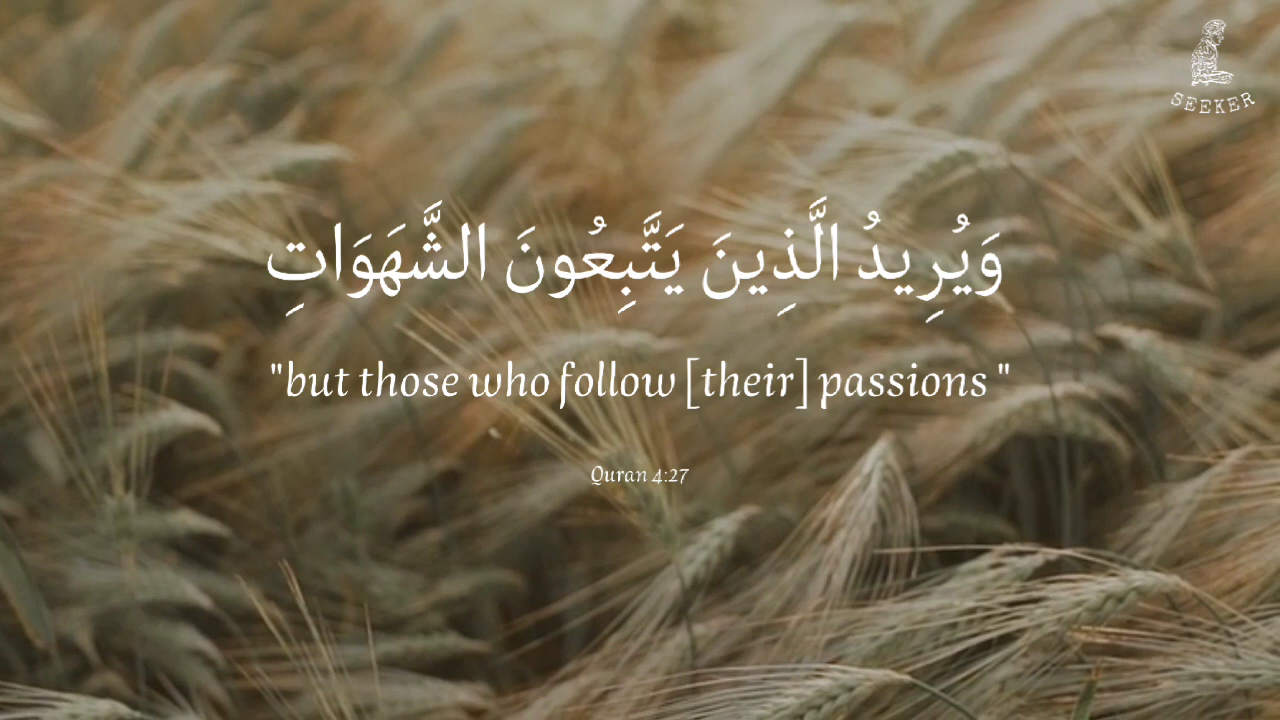 SEEKER
وَيُرِيدُ الَّذِينَ يَتَّبِعُونَ الشَّهَوَاتِ
"but those who follow [their] passions "
Quran 4:27